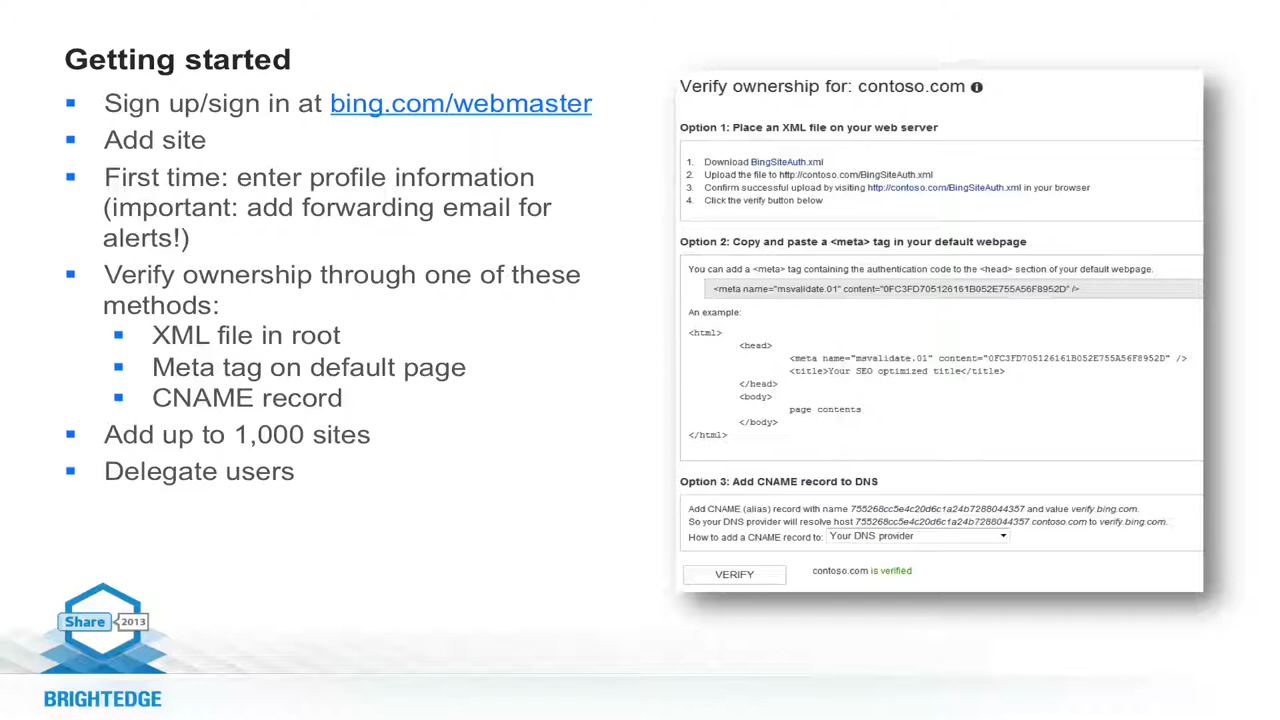 Getting started
Sign up/sign in at bing.com/webmaster
Add site
First time: enter profile information
(important: add forwarding email for
alerts!)
Verify ownership through one of these
methods:
XML file in root
Meta tag on default page
CNAME record
Add up to 1,000 sites
Delegate users
Verify ownership for: contoso.com
Option 1: Place an XML file on your web server
1. Download BingSiteAuth.xml
2. Upload the file to http://contoso.com/BingSiteAuth.xml
3. Confirm successful upload by visiting http://contoso.com/BingSiteAuth.xml in your browser
4. Click the verify button below
Option 2: Copy and paste a <meta> tag in your default webpage
You can add a <meta> tag containing the authentication code to the <head> section of your default webpage.
<meta name="msvalidate.01" content="0FC3FD705126161B052E755A56F8952D" />
An example:
<html>
<head>
<meta name="msvalidate.01" content="0FC3FD705126161B052E755A56F8952D" />
<title>Your SEO optimized title</title>
</head>
<body>
page contents
</body>
</html>
Option 3: Add CNAME record to DNS
Add CNAME (alias) record with name 755268cc5e4c20d6c1a24b7288044357 and value verify.bing.com.
So your DNS provider will resolve host 755268cc5e4c20d6c1a24b7288044357.contoso.com to verify.bing.com.
How to add a CNAME record to: Your DNS provider
VERIFY contoso.com is verified
Share 2013
BRIGHTEDGE